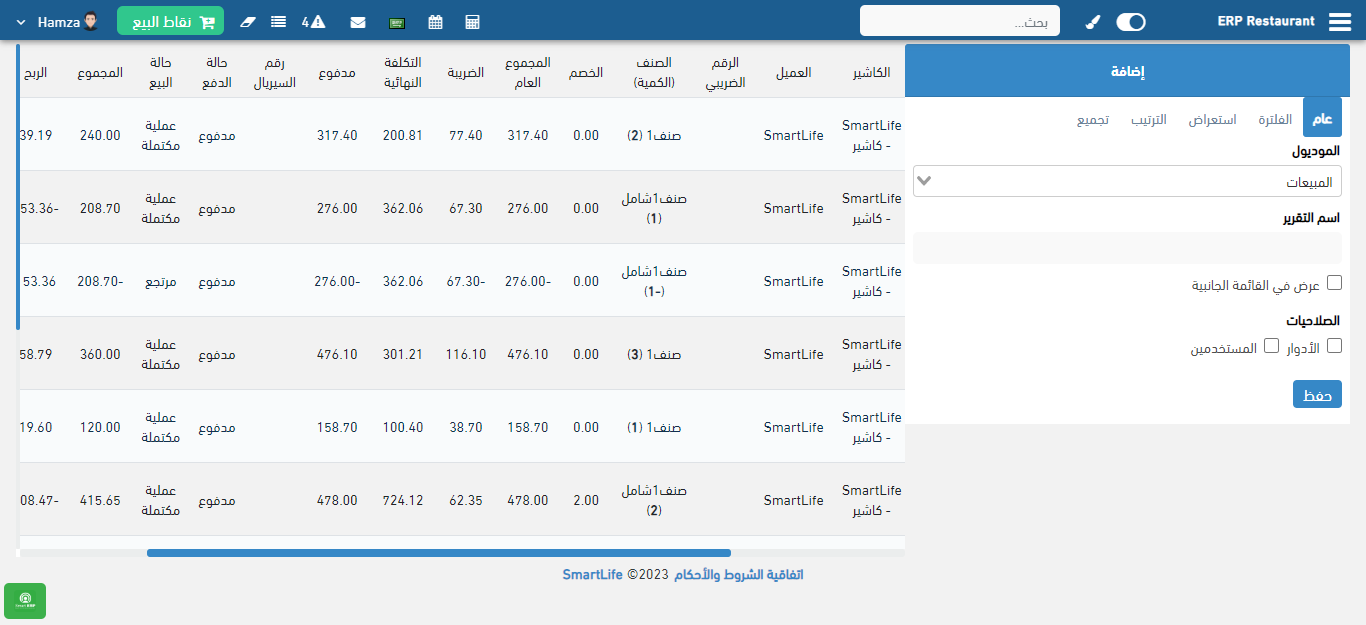 ERP Restaurant
بحث...
4
نقاط البيع
Hamza
إضافة
عام الفلترة استعراض الترتيب تجميع
الموديول
المبيعات
اسم التقرير
عرض في القائمة الجانبية
الصلاحيات
الأدوار المستخدمين
حفظ
الكاشير العميل الرقم الضريبي الصنف (الكمية) الخصم المجموع العام الضريبة التكلفة النهائية مدفوع رقم السيريال حالة الدفع حالة البيع المجموع الربح
SmartLife - كاشير SmartLife صنف1 (2) 0.00 317.40 77.40 200.81 317.40 مدفوع عملية مكتملة 240.00 39.19
SmartLife - كاشير SmartLife صنف1شامل (1) 0.00 276.00 67.30 362.06 276.00 مدفوع عملية مكتملة 208.70 53.36-
SmartLife - كاشير SmartLife صنف1شامل (-1) 0.00 276.00- 67.30- 362.06 276.00- مدفوع مرتجع 208.70- 53.36
SmartLife - كاشير SmartLife صنف1 (3) 0.00 476.10 116.10 301.21 476.10 مدفوع عملية مكتملة 360.00 58.79
SmartLife - كاشير SmartLife صنف1 (1) 0.00 158.70 38.70 100.40 158.70 مدفوع عملية مكتملة 120.00 19.60
SmartLife - كاشير SmartLife صنف1شامل (2) 2.00 478.00 62.35 724.12 478.00 مدفوع عملية مكتملة 415.65 08.47-
اتفاقية الشروط والأحكام 2023© SmartLife